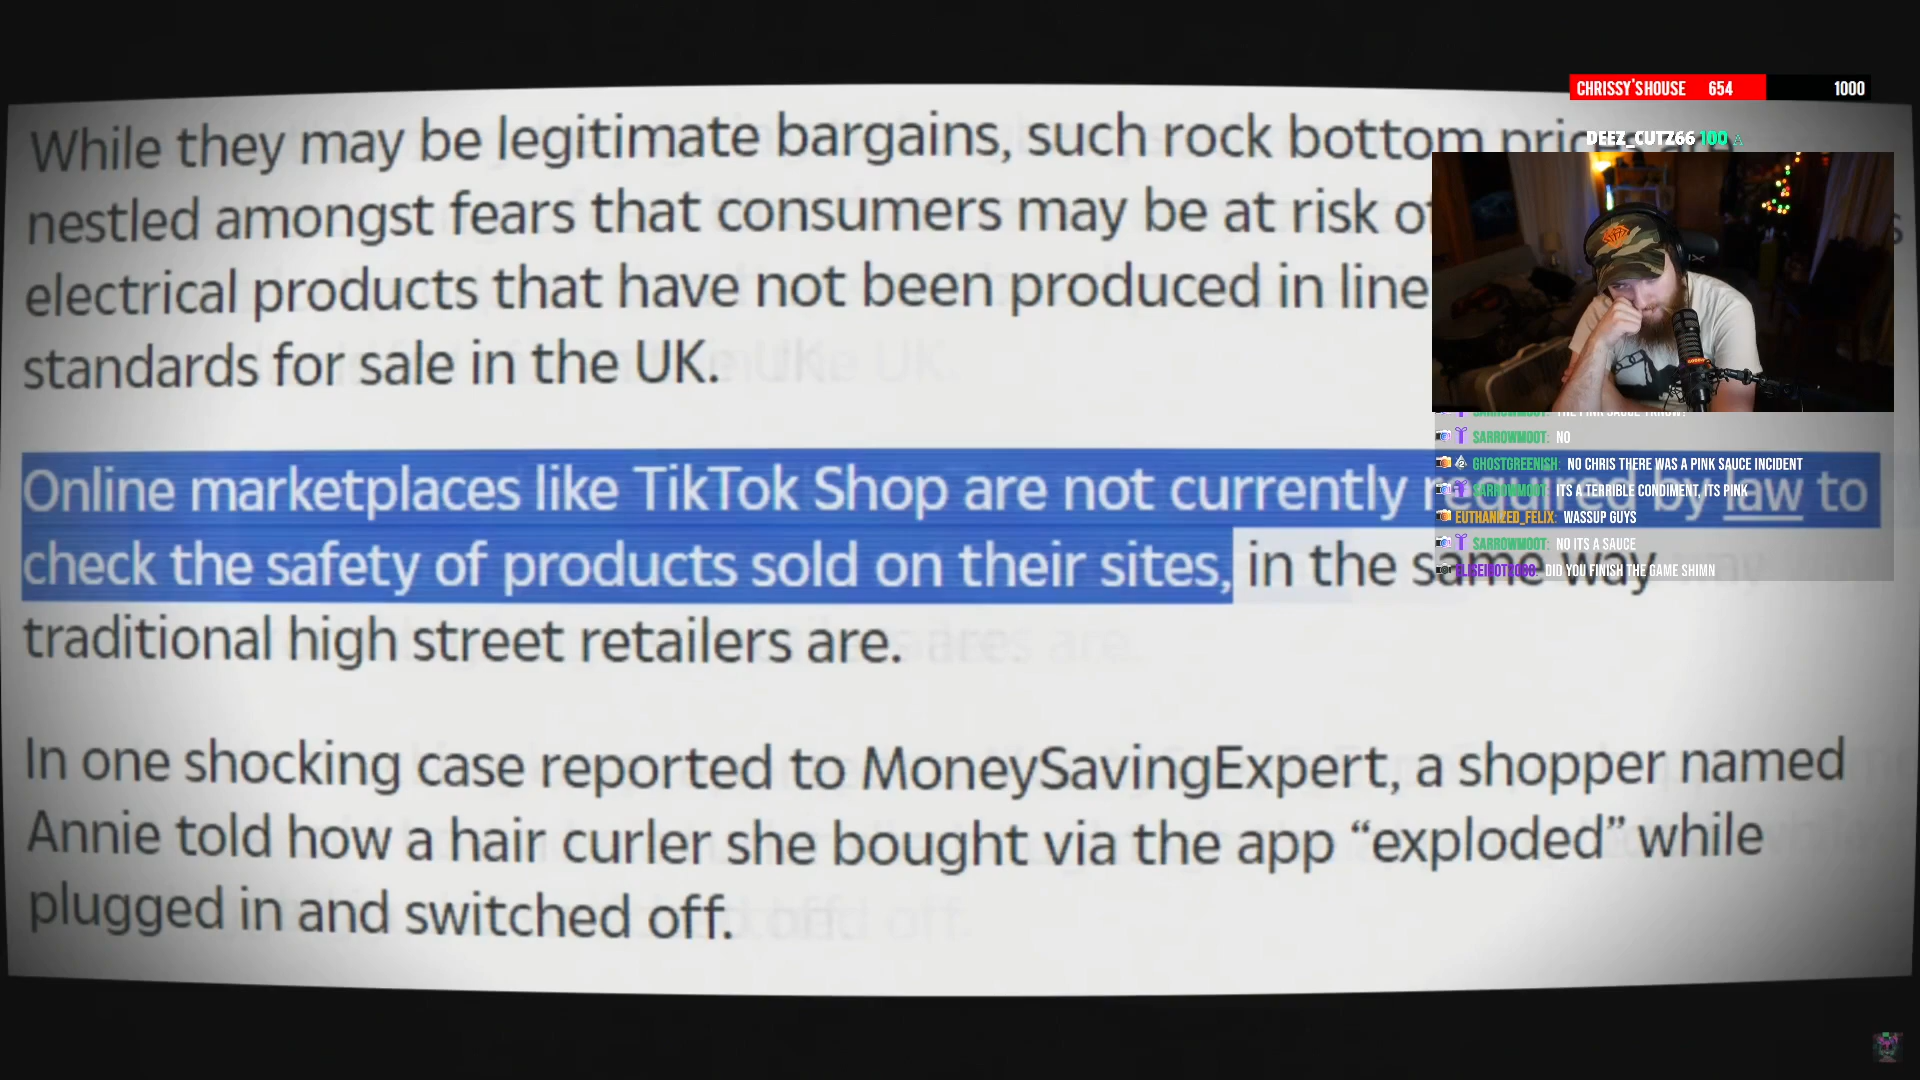 While they may be legitimate bargains, such rock bottom
nestled amongst fears that consumers may be at risk
electrical products that have not been produced in line
standards for sale in the UK.
Online marketplaces like TikTok Shop are not currently required by law to
check the safety of products sold on their sites, in the same way
traditional high street retailers are.
In one shocking case reported to MoneySavingExpert, a shopper named
Annie told how a hair curler she bought via the app “exploded” while
plugged in and switched off.
CHRISSY'S HOUSE 654 1000
DEEZ_CUTZ66 100
SARROWMOOT: NO
GHOSTGREENISH: NO CHRIS THERE WAS A PINK SAUCE INCIDENT
SARROWMOOT: ITS A TERRIBLE CONDIMENT, ITS PINK
EUTHANIZED_FELIX: WASSUP GUYS
SARROWMOOT: NO ITS A SAUCE
DID YOU FINISH THE GAME SHIMN